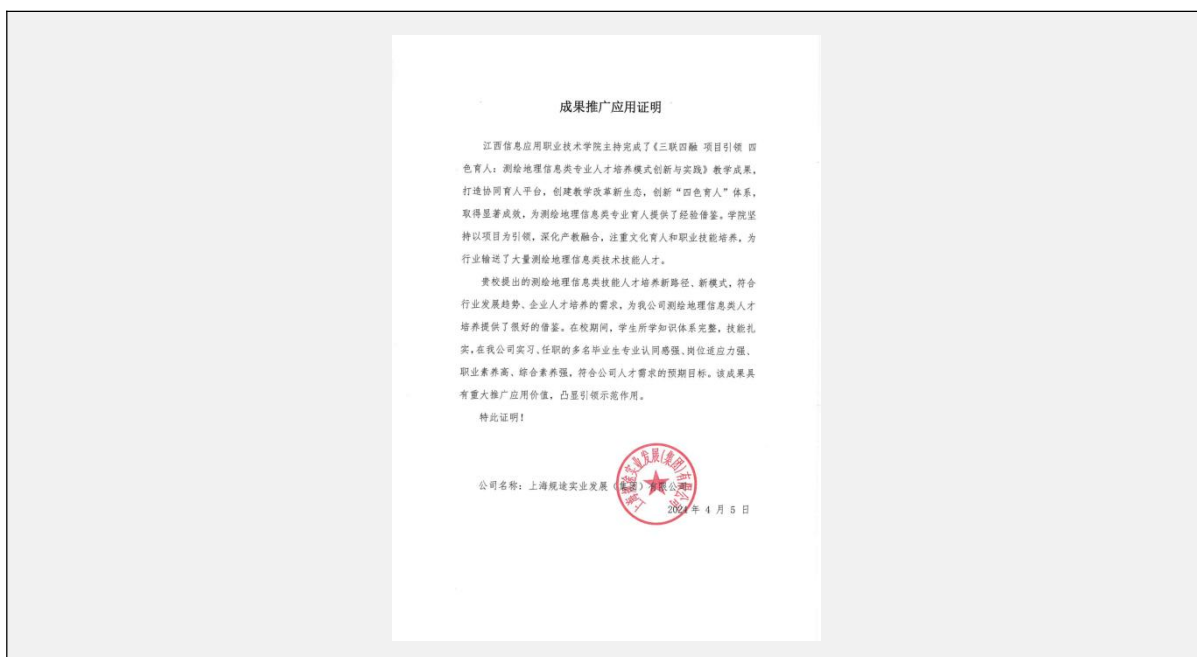 成果推广应用证明
江西信息应用职业技术学院主持完成了《三联四融 项目引领 四
色育人：测绘地理信息类专业人才培养模式创新与实践》教学成果，
打造协同育人平台，创建教学改革新生态，创新“四色育人”体系，
取得显著成效，为测绘地理信息类专业育人提供了经验借鉴。学院坚
持以项目为引领，深化产教融合，注重文化育人和职业技能培养，为
行业输送了大量测绘地理信息类技术技能人才。
贵校提出的测绘地理信息类技能人才培养新路径、新模式，符合
行业发展趋势、企业人才培养的需求，为我公司测绘地理信息类人才
培养提供了很好的借鉴。在校期间，学生所学知识体系完整，技能扎
实，在我公司实习、任职的多名毕业生专业认同感强、岗位适应力强、
职业素养高、综合素养强，符合公司人才需求的预期目标。该成果具
有重大推广应用价值，凸显引领示范作用。
特此证明！
公司名称：上海规途实业发展（集团）有限公司
上海规途实业发展(集团)有限公司
2024 年 4 月 5 日